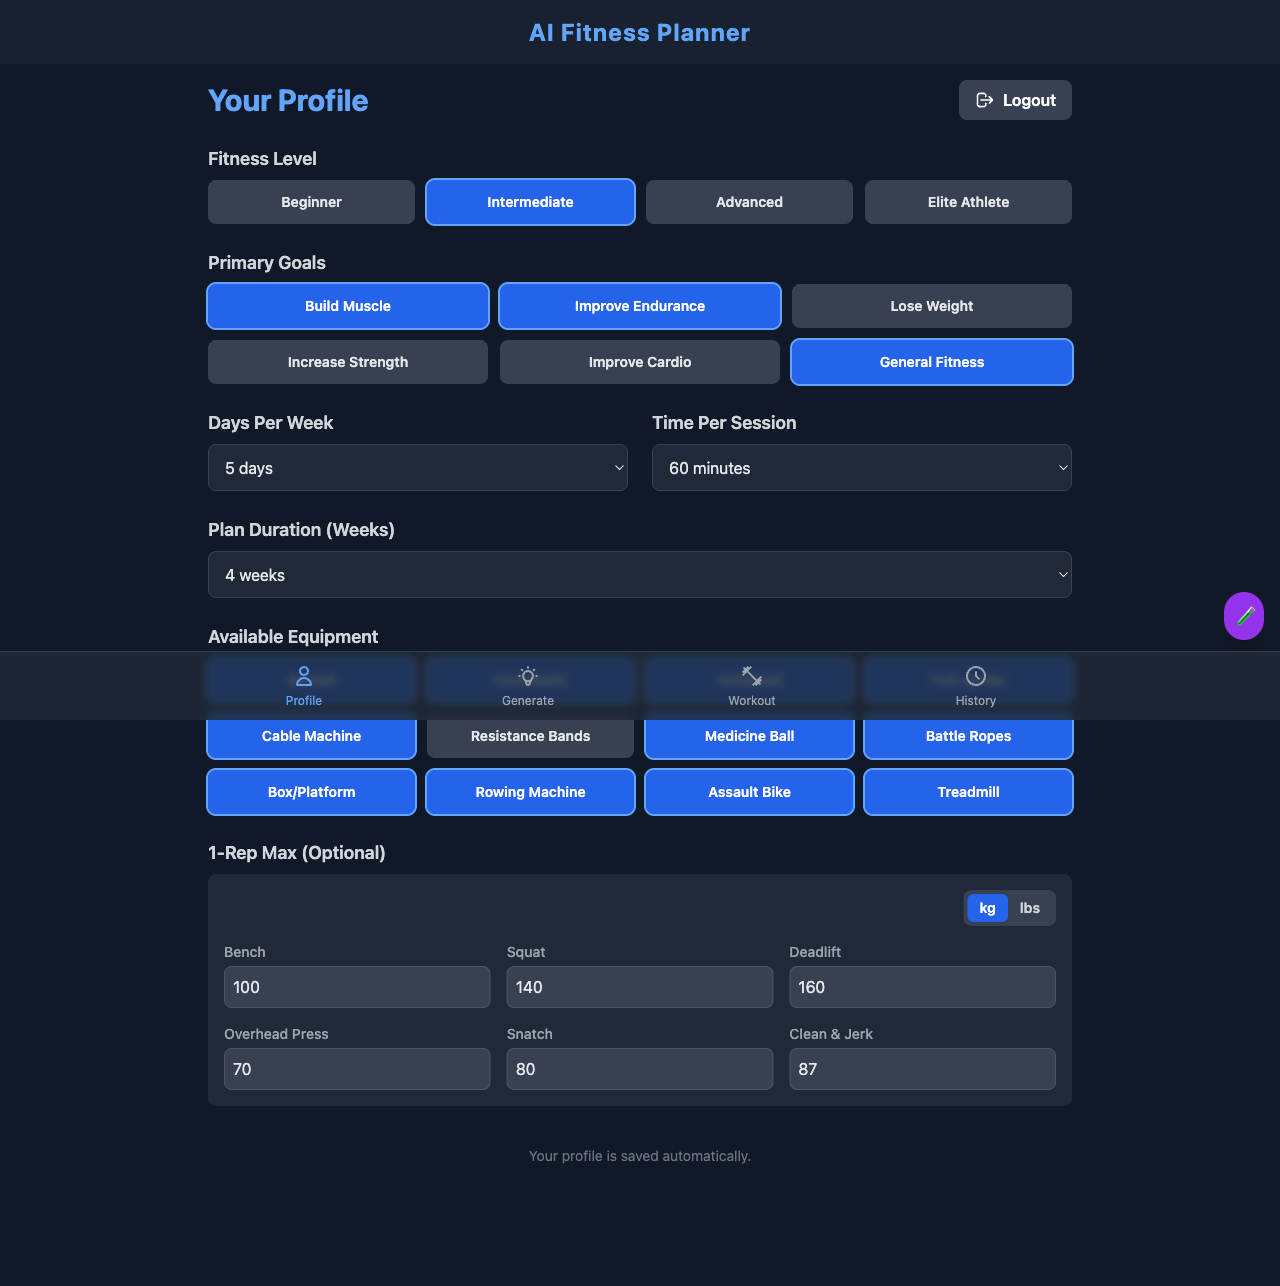 AI Fitness Planner
Your Profile
Logout
Fitness Level
Beginner
Intermediate
Advanced
Elite Athlete
Primary Goals
Build Muscle
Improve Endurance
Lose Weight
Increase Strength
Improve Cardio
General Fitness
Days Per Week
Time Per Session
5 days
60 minutes
Plan Duration (Weeks)
4 weeks
Available Equipment
Profile
Generate
Workout
History
Cable Machine
Resistance Bands
Medicine Ball
Battle Ropes
Box/Platform
Rowing Machine
Assault Bike
Treadmill
1-Rep Max (Optional)
kg
lbs
Bench
Squat
Deadlift
100
140
160
Overhead Press
Snatch
Clean & Jerk
70
80
87
Your profile is saved automatically.